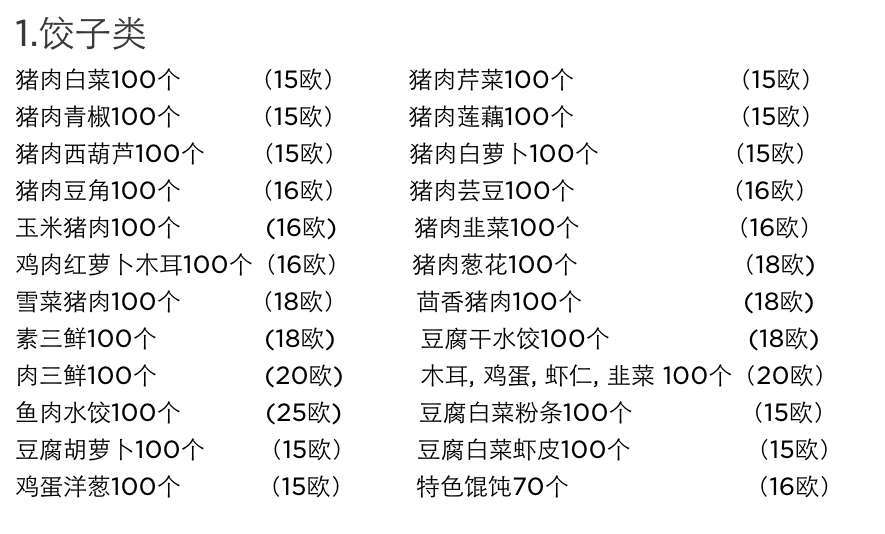 1.饺子类
猪肉白菜100个 （15欧） 猪肉芹菜100个 （15欧）
猪肉青椒100个 （15欧） 猪肉莲藕100个 （15欧）
猪肉西葫芦100个 （15欧） 猪肉白萝卜100个 （15欧）
猪肉豆角100个 （16欧） 猪肉芸豆100个 （16欧）
玉米猪肉100个 (16欧) 猪肉韭菜100个 （16欧）
鸡肉红萝卜木耳100个 （16欧） 猪肉葱花100个 （18欧)
雪菜猪肉100个 （18欧） 茴香猪肉100个 (18欧)
素三鲜100个 (18欧) 豆腐干水饺100个 (18欧)
肉三鲜100个 (20欧) 木耳, 鸡蛋, 虾仁, 韭菜 100个 （20欧）
鱼肉水饺100个 (25欧) 豆腐白菜粉条100个 （15欧）
豆腐胡萝卜100个 （15欧） 豆腐白菜虾皮100个 （15欧）
鸡蛋洋葱100个 （15欧） 特色馄饨70个 （16欧）